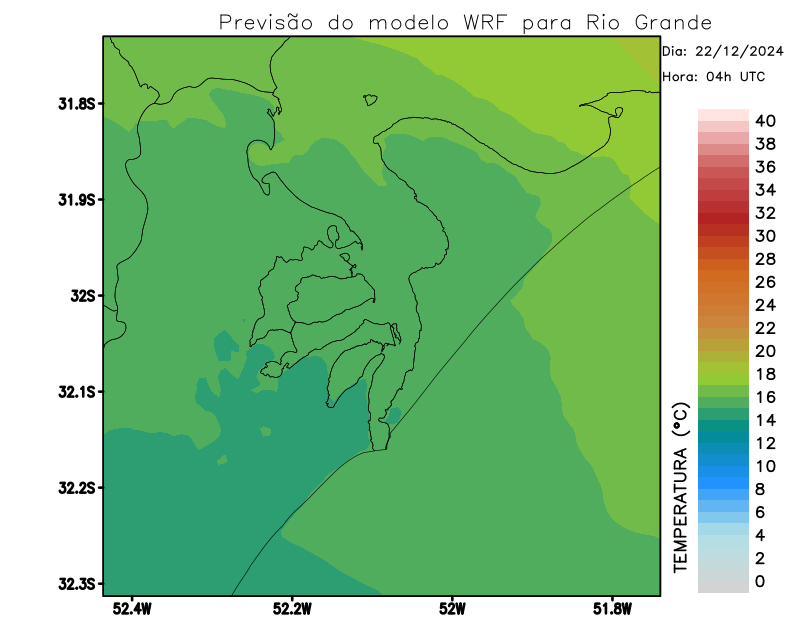 Previsão do modelo WRF para Rio Grande
Dia: 22/12/2024
Hora: 04h UTC
31.8S
31.9S
32S
32.1S
32.2S
32.3S
52.4W
52.2W
52W
51.8W
TEMPERATURA (°C)
40
38
36
34
32
30
28
26
24
22
20
18
16
14
12
10
8
6
4
2
0